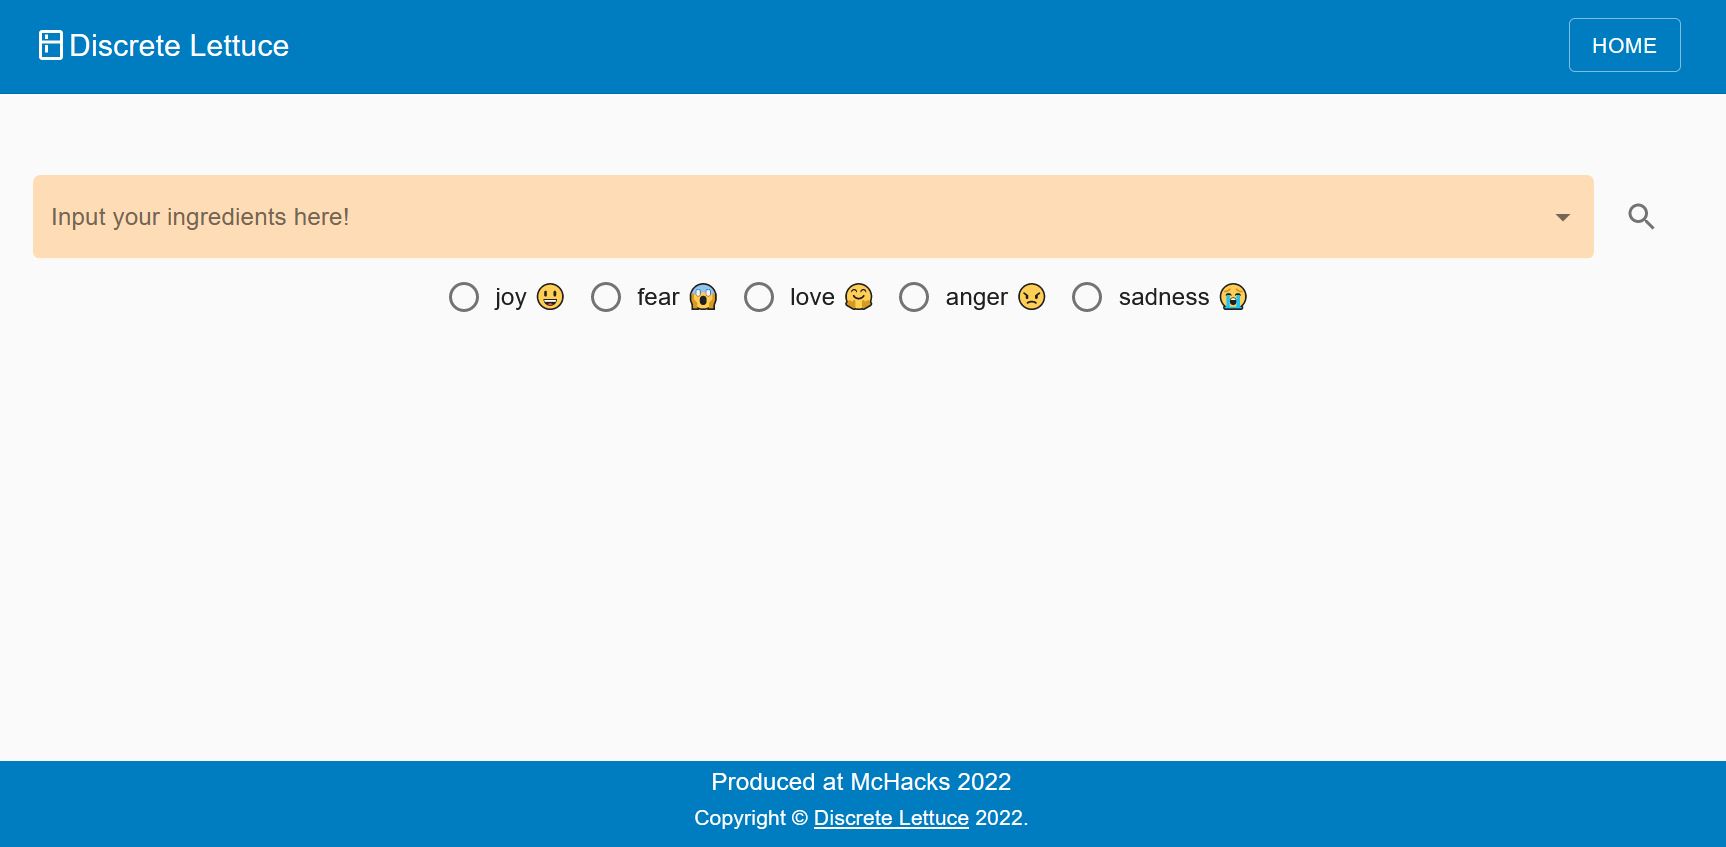 Discrete Lettuce
HOME
Input your ingredients here!
joy 😃 fear 😱 love 🤗 anger 😠 sadness 😭
Produced at McHacks 2022
Copyright © Discrete Lettuce 2022.